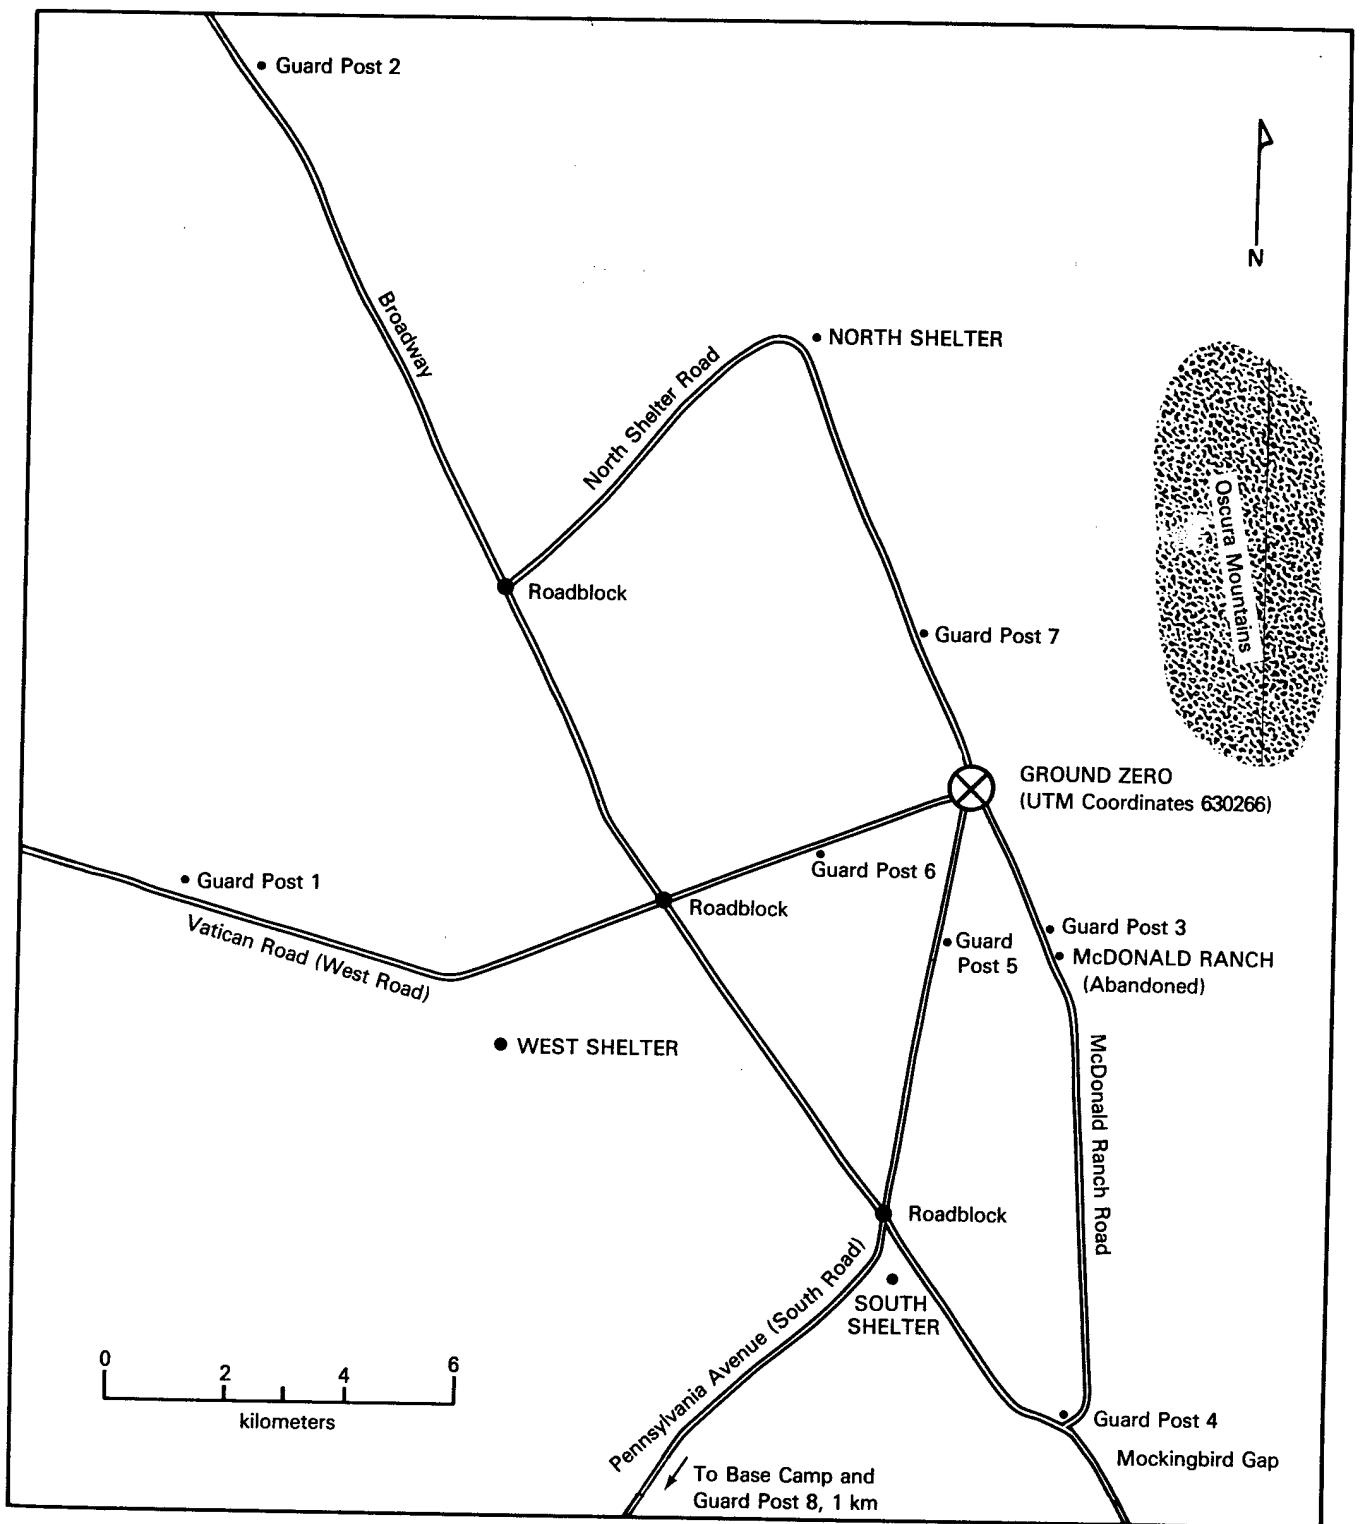 Guard Post 2
N
Broadway
NORTH SHELTER
North Shelter Road
Oscura Mountains
Roadblock
Guard Post 7
GROUND ZERO
(UTM Coordinates 630266)
Guard Post 6
Guard Post 1
Roadblock
Vatican Road (West Road)
Guard Post 3
Guard
Post 5
McDONALD RANCH
(Abandoned)
WEST SHELTER
McDonald Ranch Road
Roadblock
SOUTH
SHELTER
Pennsylvania Avenue (South Road)
0 2 4 6
kilometers
Guard Post 4
Mockingbird Gap
To Base Camp and
Guard Post 8, 1 km